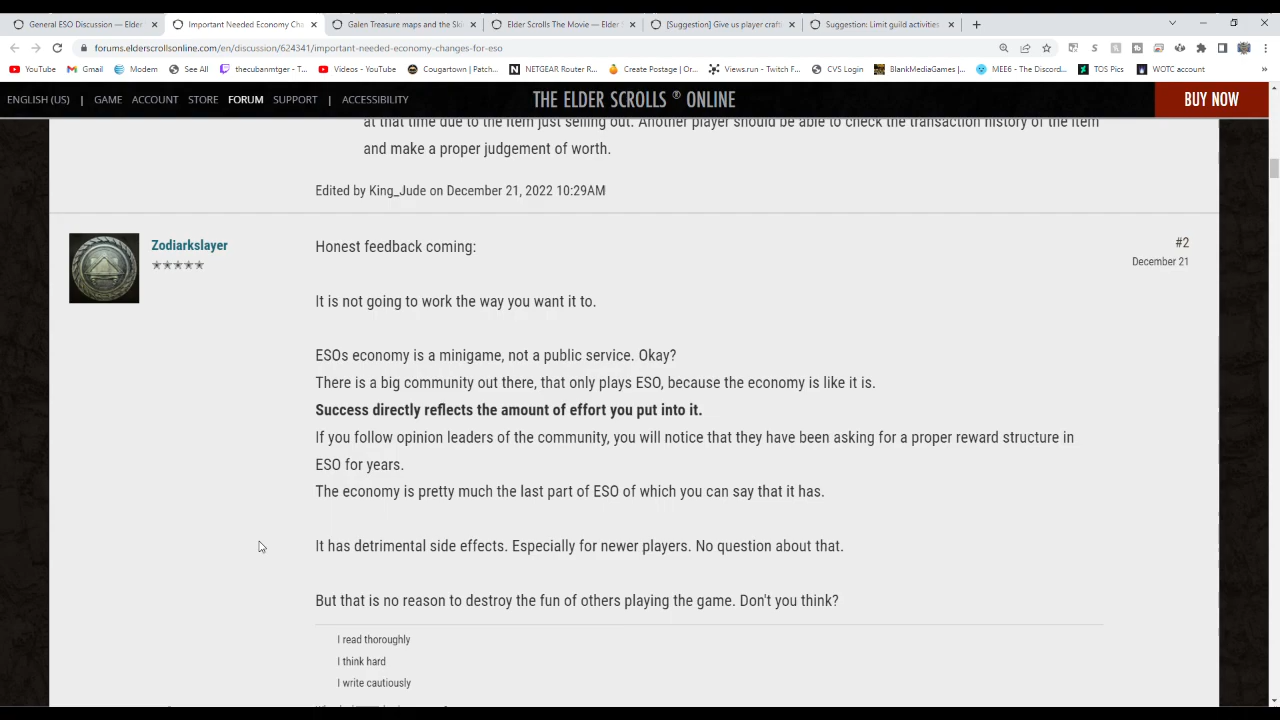 General ESO Discussion — Elder
Important Needed Economy Cha
Galen Treasure maps and the Ski
Elder Scrolls The Movie — Elder S
[Suggestion] Give us player craft
Suggestion: Limit guild activities
forums.elderscrollsonline.com/en/discussion/624341/important-needed-economy-changes-for-eso
YouTube
Gmail
Modem
See All
thecubanmtger - T...
Videos - YouTube
Cougartown | Patch...
NETGEAR Router R...
Create Postage | Or...
Views.run - Twitch F...
CVS Login
BlankMediaGames |...
MEE6 - The Discord...
TOS Pics
WOTC account
»
ENGLISH (US)
GAME
ACCOUNT
STORE
FORUM
SUPPORT
|
ACCESSIBILITY
THE ELDER SCROLLS ® ONLINE
BUY NOW
at that time due to the item just selling out. Another player should be able to check the transaction history of the item
and make a proper judgement of worth.
Edited by King_Jude on December 21, 2022 10:29AM
Zodiarkslayer
★★★★★
Honest feedback coming:
#2
December 21
It is not going to work the way you want it to.
ESOs economy is a minigame, not a public service. Okay?
There is a big community out there, that only plays ESO, because the economy is like it is.
Success directly reflects the amount of effort you put into it.
If you follow opinion leaders of the community, you will notice that they have been asking for a proper reward structure in
ESO for years.
The economy is pretty much the last part of ESO of which you can say that it has.
It has detrimental side effects. Especially for newer players. No question about that.
But that is no reason to destroy the fun of others playing the game. Don't you think?
I read thoroughly
I think hard
I write cautiously